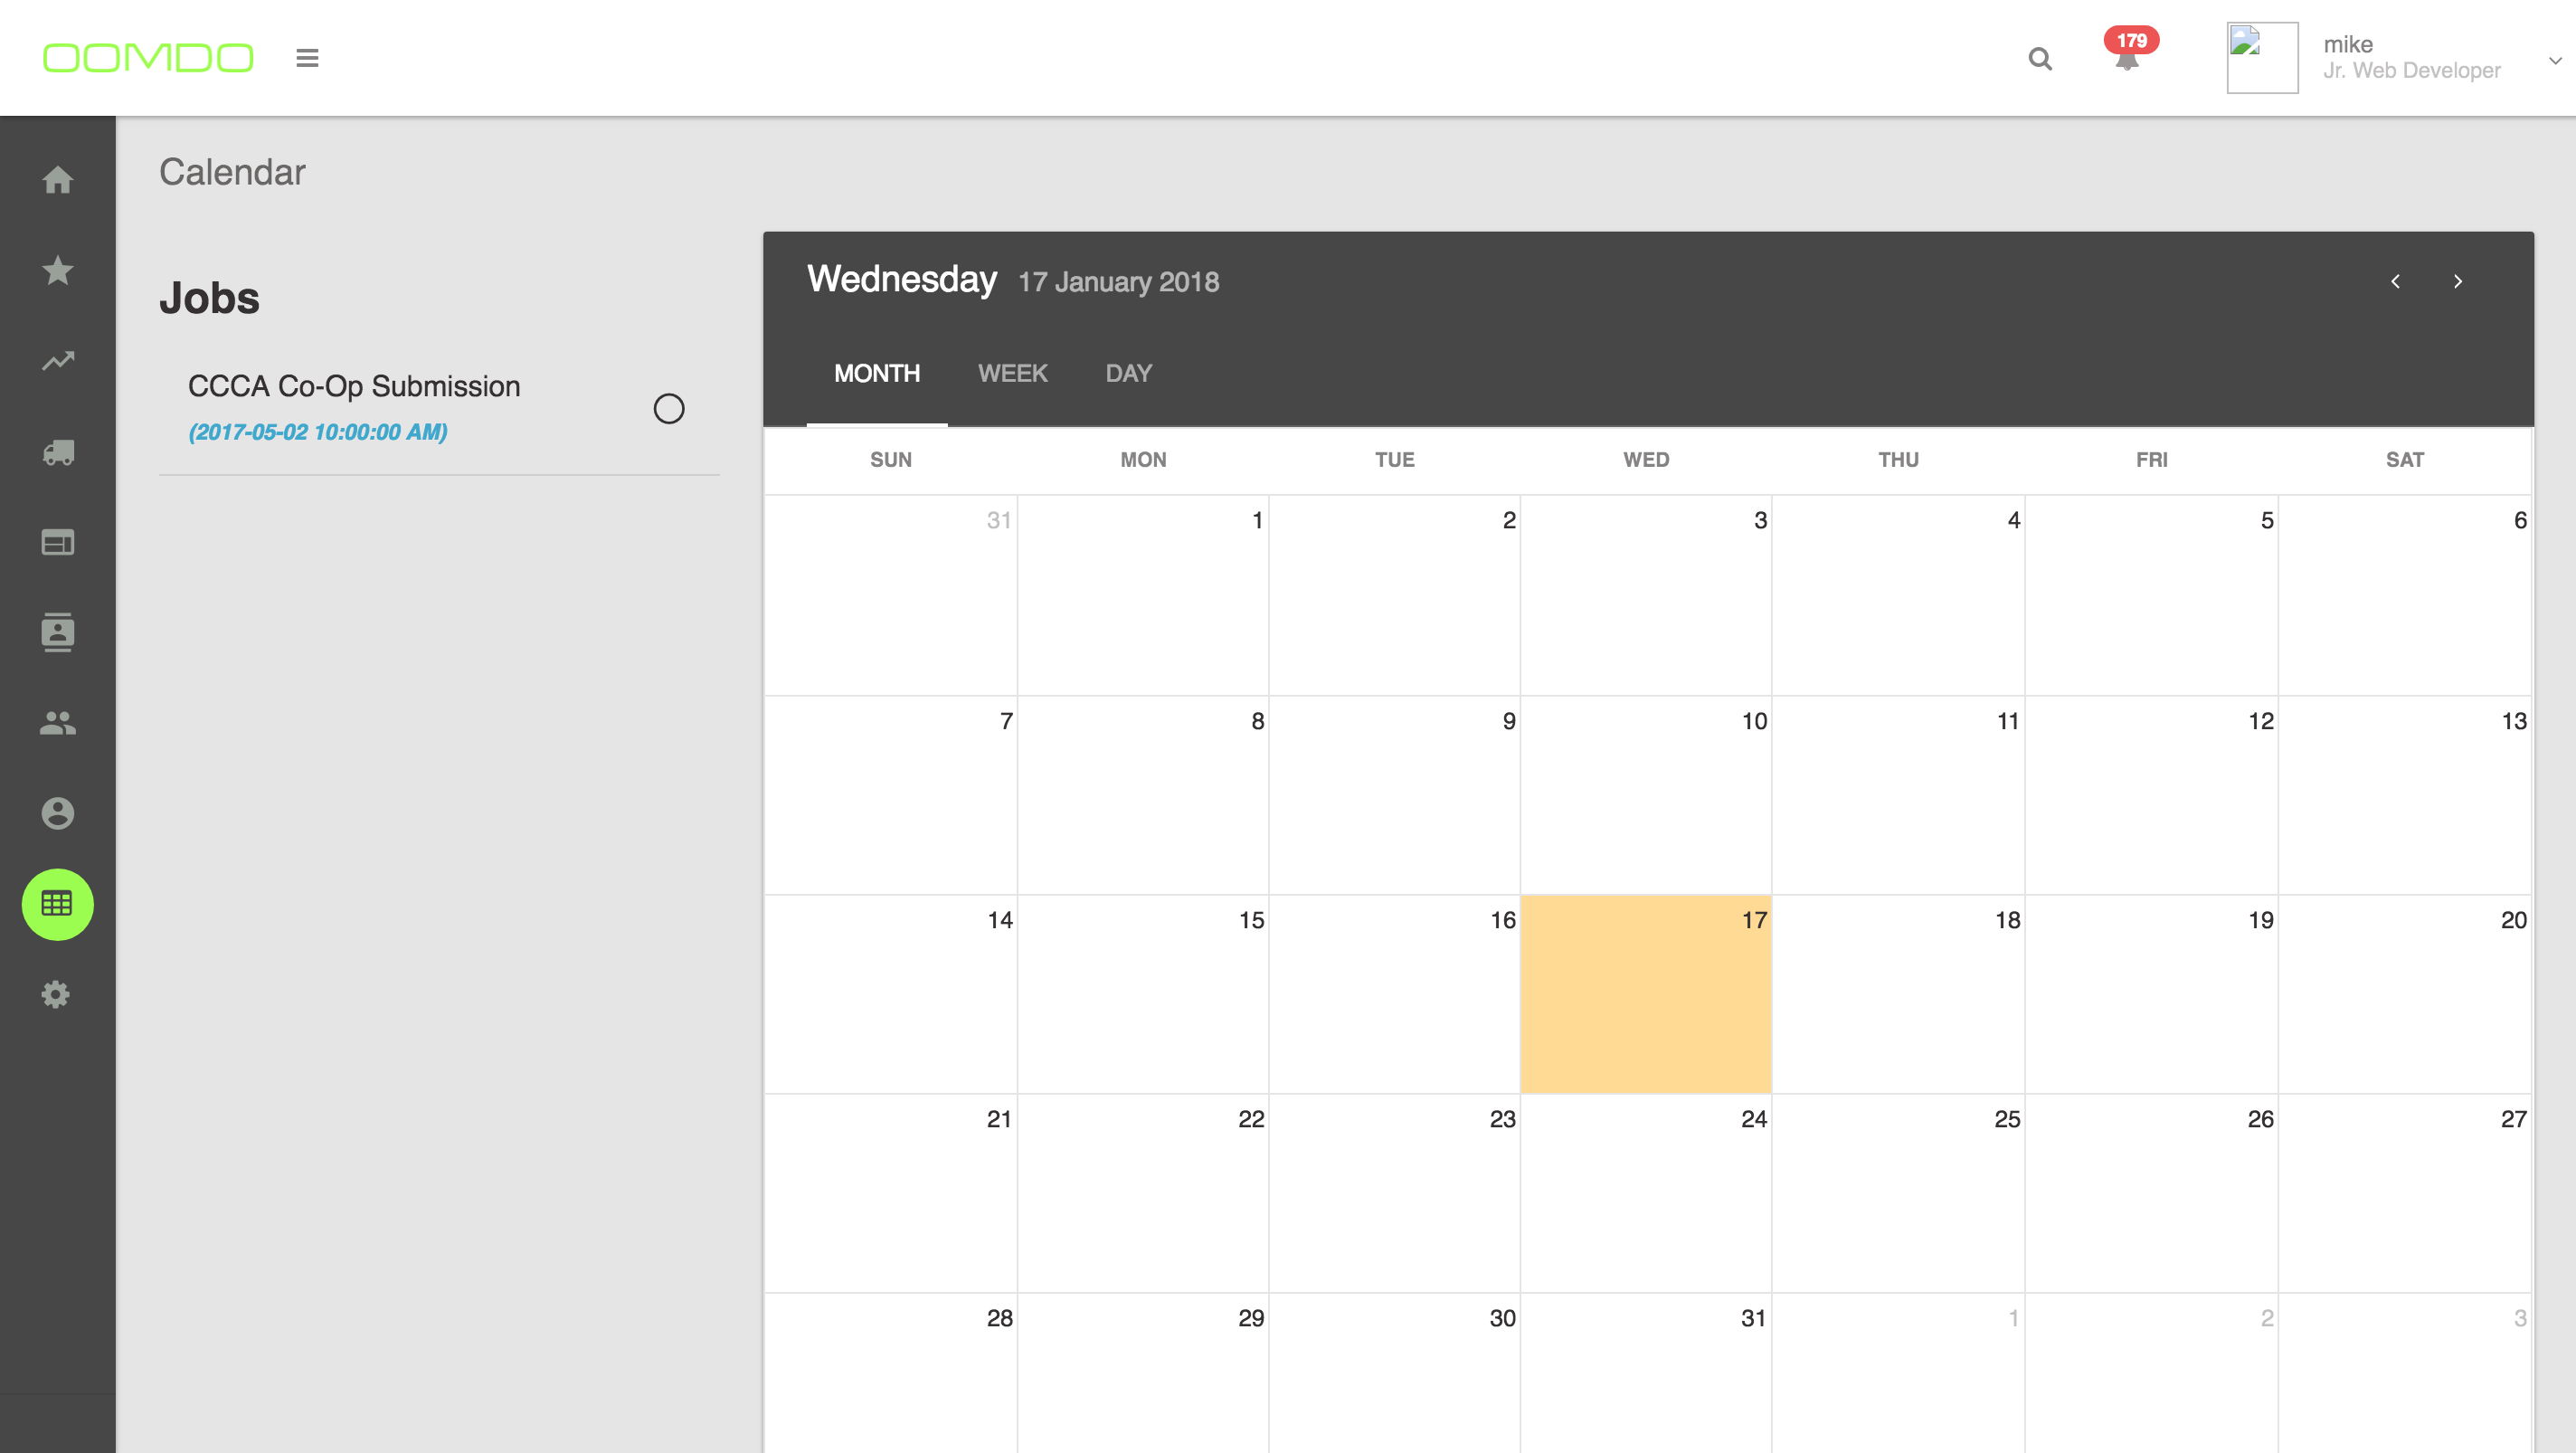 OOMDO
179
mike
Jr. Web Developer
Calendar
Jobs
CCCA Co-Op Submission
(2017-05-02 10:00:00 AM)
Wednesday 17 January 2018
MONTH WEEK DAY
SUN MON TUE WED THU FRI SAT
31 1 2 3 4 5 6
7 8 9 10 11 12 13
14 15 16 17 18 19 20
21 22 23 24 25 26 27
28 29 30 31 1 2 3